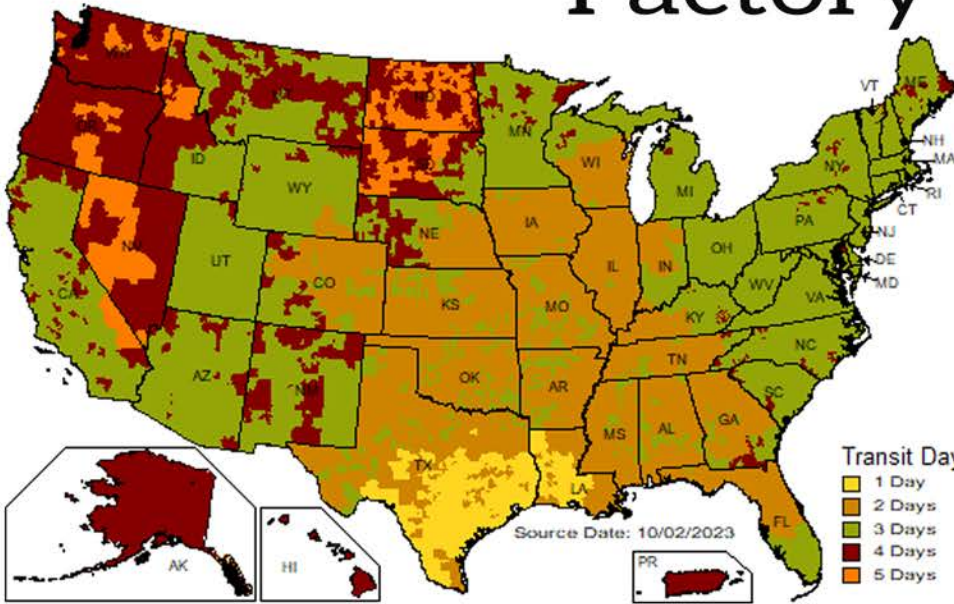 Factory
WA
OR
ID
NV
CA
UT
AZ
MT
WY
CO
NM
ND
SD
NE
KS
OK
TX
MN
IA
MO
AR
LA
WI
IL
MS
MI
IN
KY
TN
AL
OH
WV
VA
NC
SC
GA
FL
PA
NY
VT
ME
NH
MA
RI
CT
NJ
DE
MD
AK
HI
PR
Source Date: 10/02/2023
Transit Day
1 Day
2 Days
3 Days
4 Days
5 Days